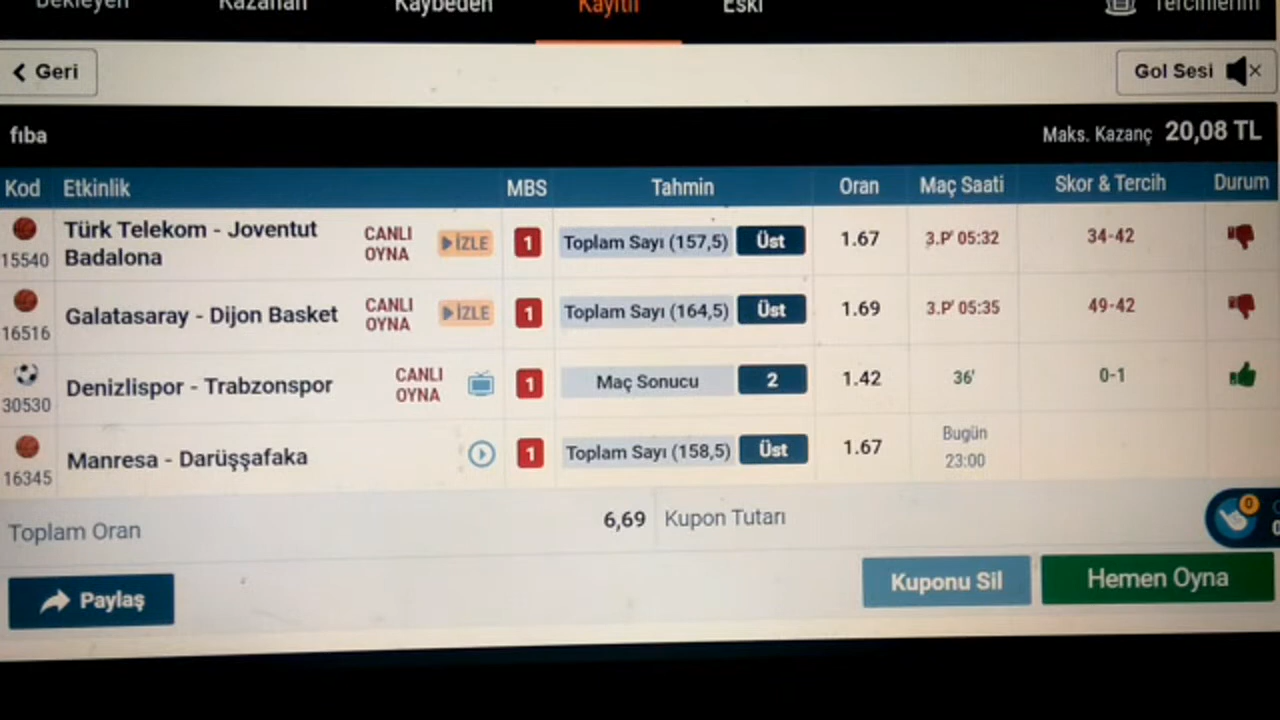 Bekleyen Kazanan Kaybeden Kayıtlı Eski Tercihlerim
Geri Gol Sesi
fıba Maks. Kazanç 20,08 TL
Kod Etkinlik MBS Tahmin Oran Maç Saati Skor & Tercih Durum
15540 Türk Telekom - Joventut Badalona CANLI OYNA İZLE 1 Toplam Sayı (157,5) Üst 1.67 3.P' 05:32 34-42
16516 Galatasaray - Dijon Basket CANLI OYNA İZLE 1 Toplam Sayı (164,5) Üst 1.69 3.P' 05:35 49-42
30530 Denizlispor - Trabzonspor CANLI OYNA 1 Maç Sonucu 2 1.42 36' 0-1
16345 Manresa - Darüşşafaka 1 Toplam Sayı (158,5) Üst 1.67 Bugün 23:00
Toplam Oran 6,69 Kupon Tutarı 0
Paylaş Kuponu Sil Hemen Oyna